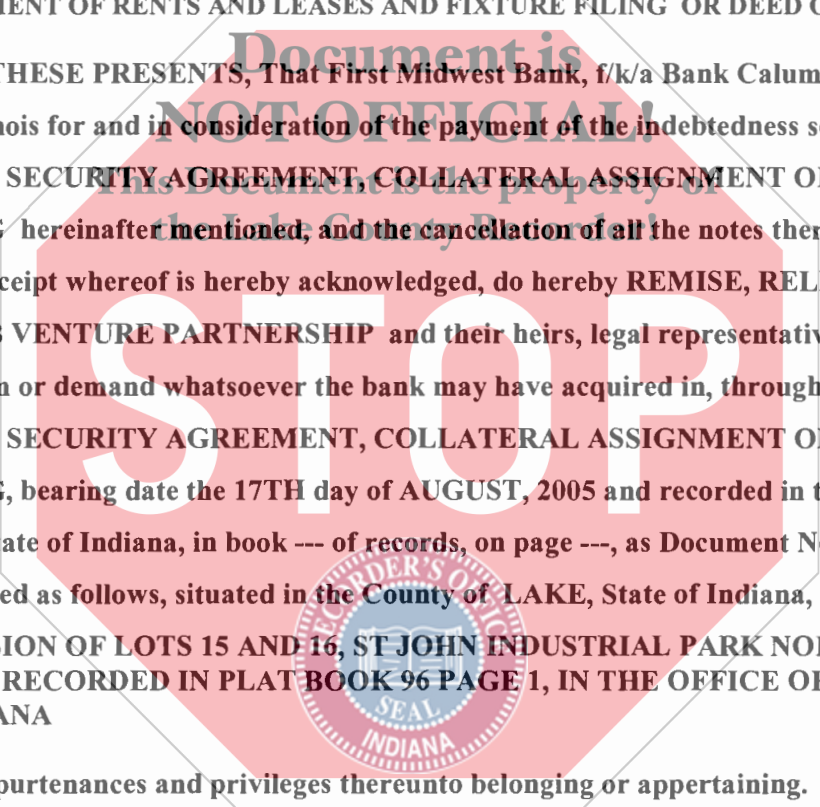 MENT OF RENTS AND LEASES AND FIXTURE FILING OR DEED O
Document is
THESE PRESENTS, That First Midwest Bank, f/k/a Bank Calum
NOT OFFICIAL!
nois for and in consideration of the payment of the indebtedness s
This Document is the property of
SECURITY AGREEMENT, COLLATERAL ASSIGNMENT O
the Lake County Recorder!
G hereinafter mentioned, and the cancellation of all the notes ther
ceipt whereof is hereby acknowledged, do hereby REMISE, REL
STOP
B VENTURE PARTNERSHIP and their heirs, legal representativ
n or demand whatsoever the bank may have acquired in, through
SECURITY AGREEMENT, COLLATERAL ASSIGNMENT O
G, bearing date the 17TH day of AUGUST, 2005 and recorded in t
ate of Indiana, in book --- of records, on page ---, as Document N
ed as follows, situated in the County of LAKE, State of Indiana,
RECORDER'S OFFICE
SION OF LOTS 15 AND 16, ST JOHN INDUSTRIAL PARK NO
RECORDED IN PLAT BOOK 96 PAGE 1, IN THE OFFICE O
SEAL
ANA
INDIANA
purtenances and privileges thereunto belonging or appertaining.